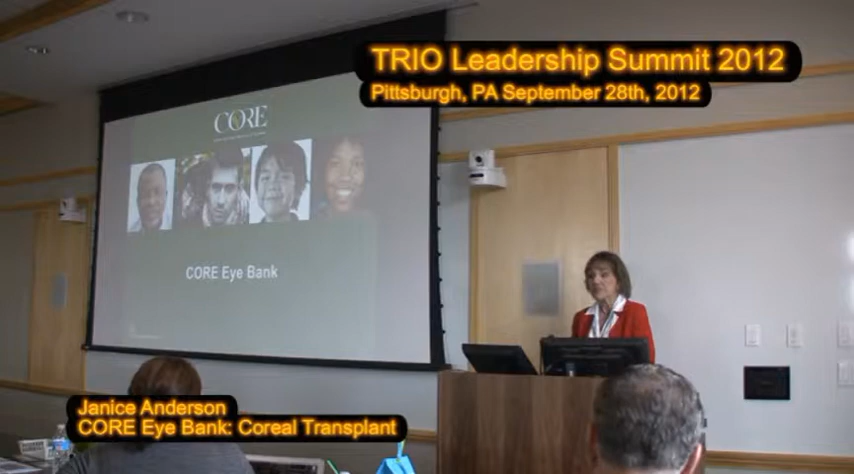 TRIO Leadership Summit 2012
Pittsburgh, PA September 28th, 2012
CORE
CORE Eye Bank
Janice Anderson
CORE Eye Bank: Coreal Transplant